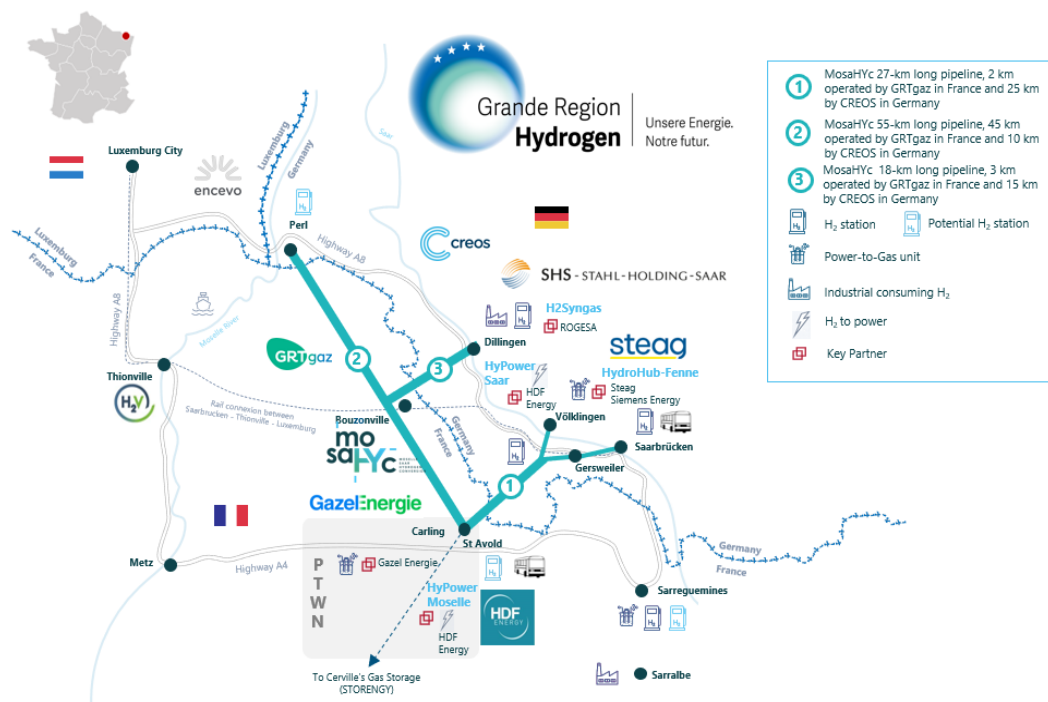 Grande Region
Hydrogen
Unsere Energie.
Notre futur.
1
MosaHYc 27-km long pipeline, 2 km
operated by GRTgaz in France and 25 km
by CREOS in Germany
2
MosaHYc 55-km long pipeline, 45 km
operated by GRTgaz in France and 10 km
by CREOS in Germany
3
MosaHYc 18-km long pipeline, 3 km
operated by GRTgaz in France and 15 km
by CREOS in Germany
H₂ station
Potential H₂ station
Power-to-Gas unit
Industrial consuming H₂
H₂ to power
Key Partner
Luxemburg City
encevo
Luxemburg
Germany
Saar
Perl
Highway A8
creos
SHS - STAHL-HOLDING-SAAR
Luxemburg
France
Highway A8
Moselle River
H2Syngas
ROGESA
Dillingen
steag
GRTgaz
2
3
HyPower
Saar
HDF
Energy
HydroHub-Fenne
Steag
Siemens Energy
Thionville
H₂V
Rail connexion between
Saarbrucken - Thionville - Luxemburg
Bouzonville
Germany
France
Völklingen
Saarbrücken
Gersweiler
mosaHYc
1
GazelEnergie
Carling
St Avold
Metz
Highway A4
PTWN
Gazel Energie
HyPower
Moselle
HDF
Energy
HDF
ENERGY
Germany
France
Sarreguemines
Sarralbe
To Cerville's Gas Storage
(STORENGY)